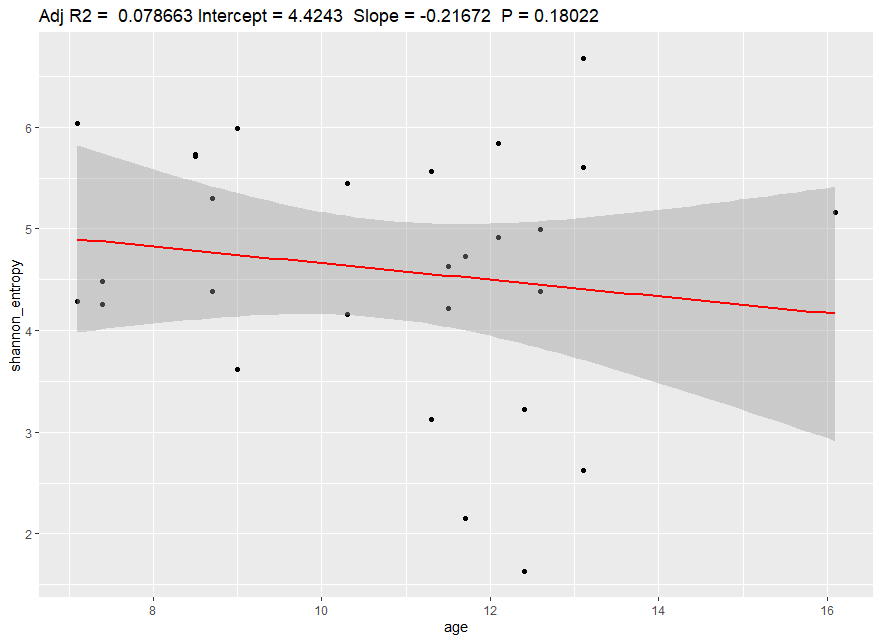 Adj R2 =  0.078663 Intercept = 4.4243  Slope = -0.21672  P = 0.18022
shannon_entropy
6
5
4
3
2
8 10 12 14 16
age